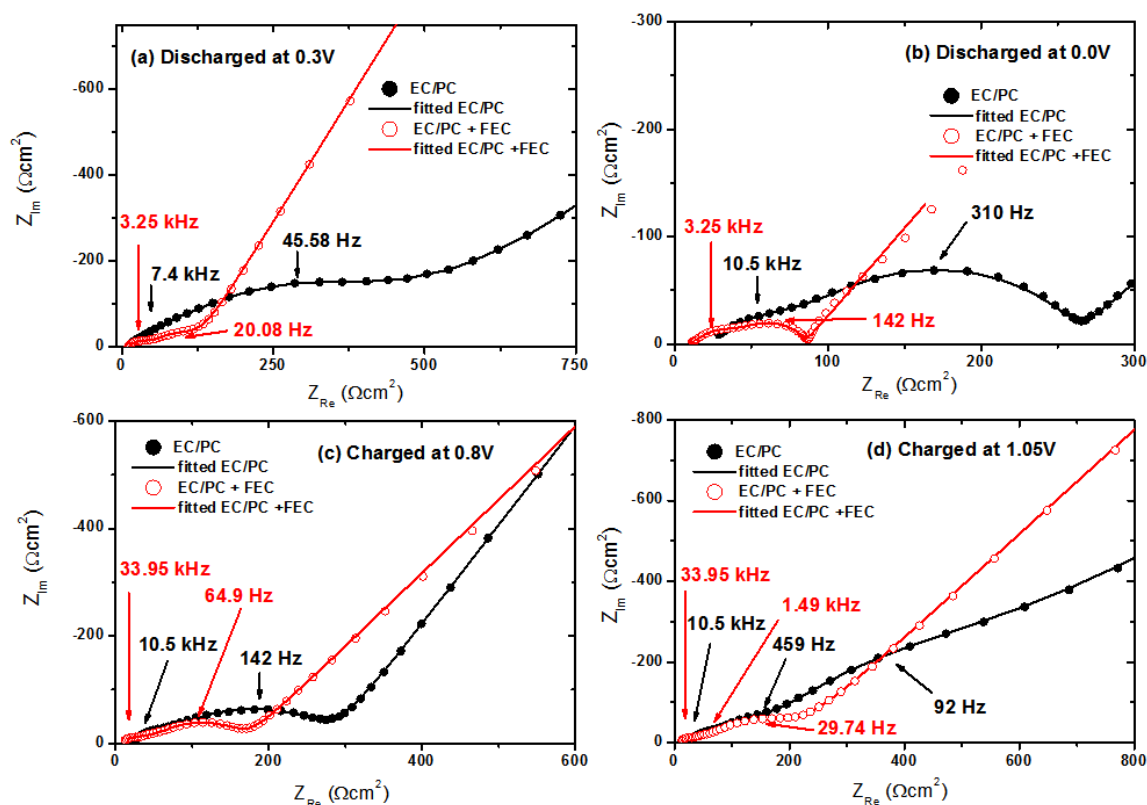 (a) Discharged at 0.3V
EC/PC
fitted EC/PC
EC/PC + FEC
fitted EC/PC +FEC
3.25 kHz
7.4 kHz
45.58 Hz
20.08 Hz
-600
-400
-200
0
0 150 300 450 600 750
Z_Im (Ωcm²)
Z_Re (Ωcm²)
(b) Discharged at 0.0V
EC/PC
fitted EC/PC
EC/PC + FEC
fitted EC/PC +FEC
3.25 kHz
10.5 kHz
310 Hz
142 Hz
-300
-200
-100
0
0 100 200 300
Z_Im (Ωcm²)
Z_Re (Ωcm²)
(c) Charged at 0.8V
EC/PC
fitted EC/PC
EC/PC + FEC
fitted EC/PC +FEC
33.95 kHz
64.9 Hz
10.5 kHz
142 Hz
-600
-400
-200
0
0 200 400 600
Z_Im (Ωcm²)
Z_Re (Ωcm²)
(d) Charged at 1.05V
EC/PC
fitted EC/PC
EC/PC + FEC
fitted EC/PC +FEC
33.95 kHz
1.49 kHz
10.5 kHz
459 Hz
92 Hz
29.74 Hz
-800
-600
-400
-200
0
0 200 400 600 800
Z_Im (Ωcm²)
Z_Re (Ωcm²)